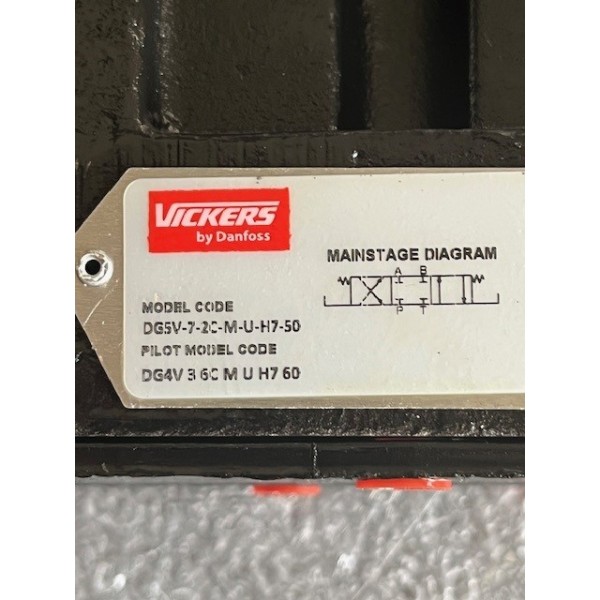 VICKERS
by Danfoss
MAINSTAGE DIAGRAM
A B
P T
MODEL CODE
DG5V-7-2C-M-U-H7-50
PILOT MODEL CODE
DG4V 3 6C M U H7 60